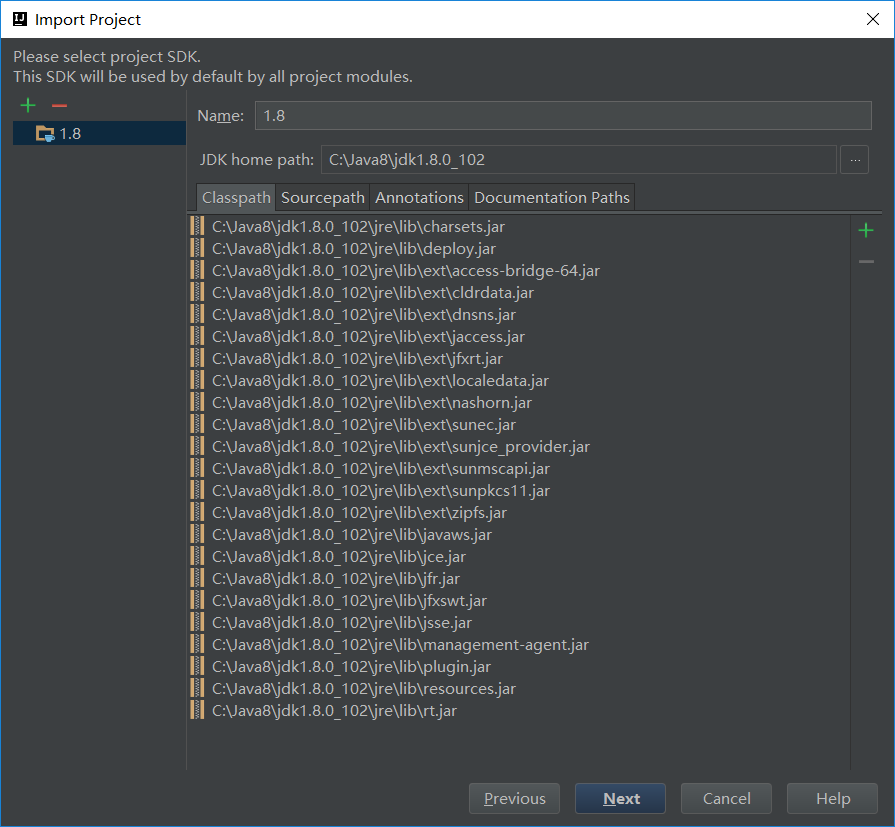 IJ Import Project
Please select project SDK.
This SDK will be used by default by all project modules.
1.8
Name: 1.8
JDK home path: C:\Java8\jdk1.8.0_102 ...
Classpath Sourcepath Annotations Documentation Paths
C:\Java8\jdk1.8.0_102\jre\lib\charsets.jar
C:\Java8\jdk1.8.0_102\jre\lib\deploy.jar
C:\Java8\jdk1.8.0_102\jre\lib\ext\access-bridge-64.jar
C:\Java8\jdk1.8.0_102\jre\lib\ext\cldrdata.jar
C:\Java8\jdk1.8.0_102\jre\lib\ext\dnsns.jar
C:\Java8\jdk1.8.0_102\jre\lib\ext\jaccess.jar
C:\Java8\jdk1.8.0_102\jre\lib\ext\jfxrt.jar
C:\Java8\jdk1.8.0_102\jre\lib\ext\localedata.jar
C:\Java8\jdk1.8.0_102\jre\lib\ext\nashorn.jar
C:\Java8\jdk1.8.0_102\jre\lib\ext\sunec.jar
C:\Java8\jdk1.8.0_102\jre\lib\ext\sunjce_provider.jar
C:\Java8\jdk1.8.0_102\jre\lib\ext\sunmscapi.jar
C:\Java8\jdk1.8.0_102\jre\lib\ext\sunpkcs11.jar
C:\Java8\jdk1.8.0_102\jre\lib\ext\zipfs.jar
C:\Java8\jdk1.8.0_102\jre\lib\javaws.jar
C:\Java8\jdk1.8.0_102\jre\lib\jce.jar
C:\Java8\jdk1.8.0_102\jre\lib\jfr.jar
C:\Java8\jdk1.8.0_102\jre\lib\jfxswt.jar
C:\Java8\jdk1.8.0_102\jre\lib\jsse.jar
C:\Java8\jdk1.8.0_102\jre\lib\management-agent.jar
C:\Java8\jdk1.8.0_102\jre\lib\plugin.jar
C:\Java8\jdk1.8.0_102\jre\lib\resources.jar
C:\Java8\jdk1.8.0_102\jre\lib\rt.jar
Previous Next Cancel Help